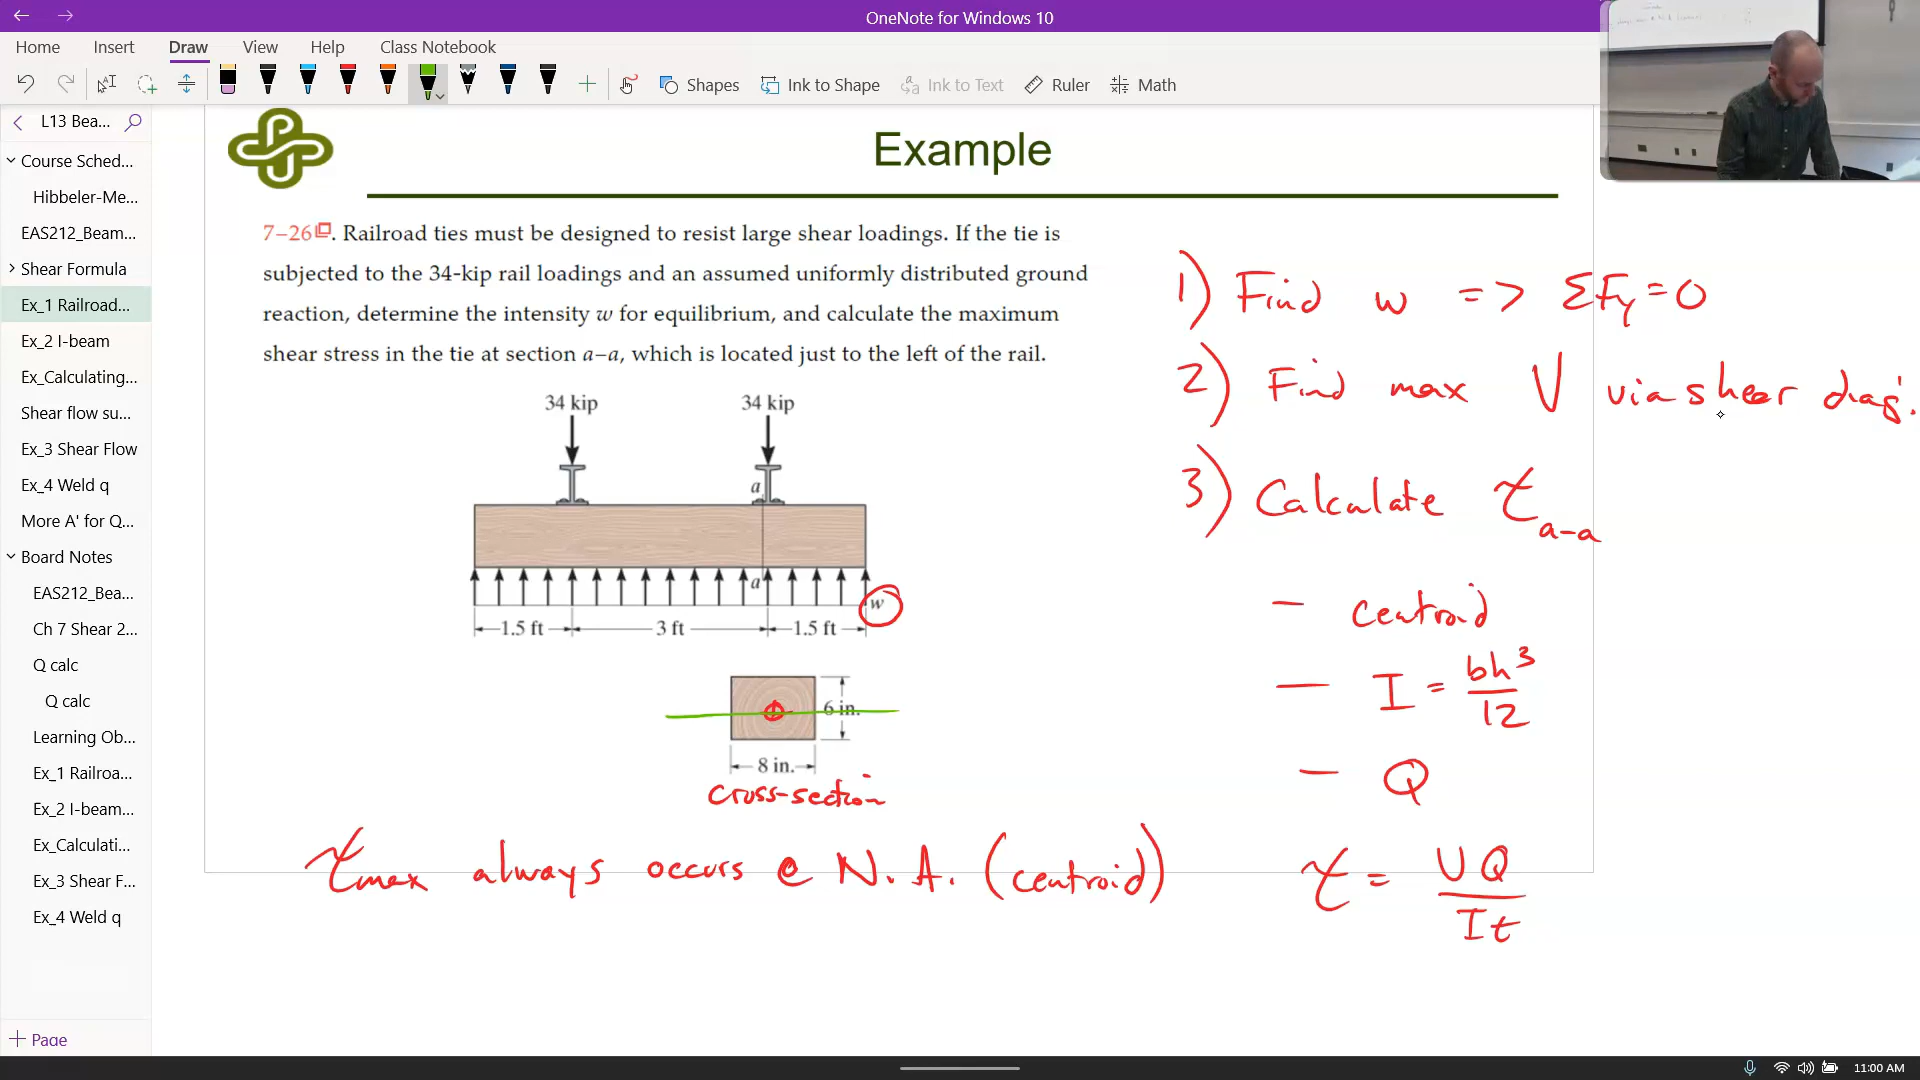 OneNote for Windows 10
Home Insert Draw View Help Class Notebook
Shapes Ink to Shape Ink to Text Ruler Math
L13 Bea...
Course Sched...
Hibbeler-Me...
EAS212_Beam...
Shear Formula
Ex_1 Railroad...
Ex_2 I-beam
Ex_Calculating...
Shear flow su...
Ex_3 Shear Flow
Ex_4 Weld q
More A' for Q...
Board Notes
EAS212_Bea...
Ch 7 Shear 2...
Q calc
Q calc
Learning Ob...
Ex_1 Railroa...
Ex_2 I-beam...
Ex_Calculati...
Ex_3 Shear F...
Ex_4 Weld q
+ Page
Example
7–26. Railroad ties must be designed to resist large shear loadings. If the tie is
subjected to the 34-kip rail loadings and an assumed uniformly distributed ground
reaction, determine the intensity w for equilibrium, and calculate the maximum
shear stress in the tie at section a–a, which is located just to the left of the rail.
34 kip 34 kip
a
a
w
1.5 ft 3 ft 1.5 ft
6 in.
8 in.
cross-section
1) Find w => ΣFy=0
2) Find max V via shear diag.
3) Calculate τa-a
- centroid
- I = bh³/12
- Q
τmax always occurs @ N.A. (centroid)
τ = VQ/It
11:00 AM